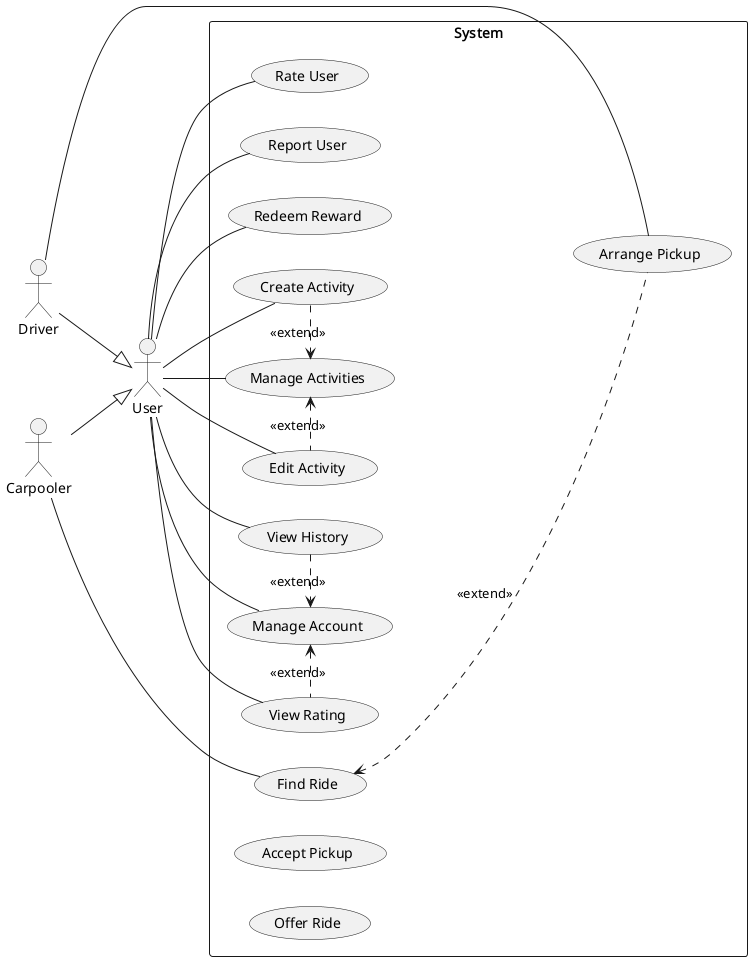 System
Rate User
Report User
Redeem Reward
Arrange Pickup
Create Activity
Driver
«extend»
Manage Activities
User
«extend»
Edit Activity
Carpooler
View History
«extend»
«extend»
Manage Account
«extend»
View Rating
Find Ride
Accept Pickup
Offer Ride